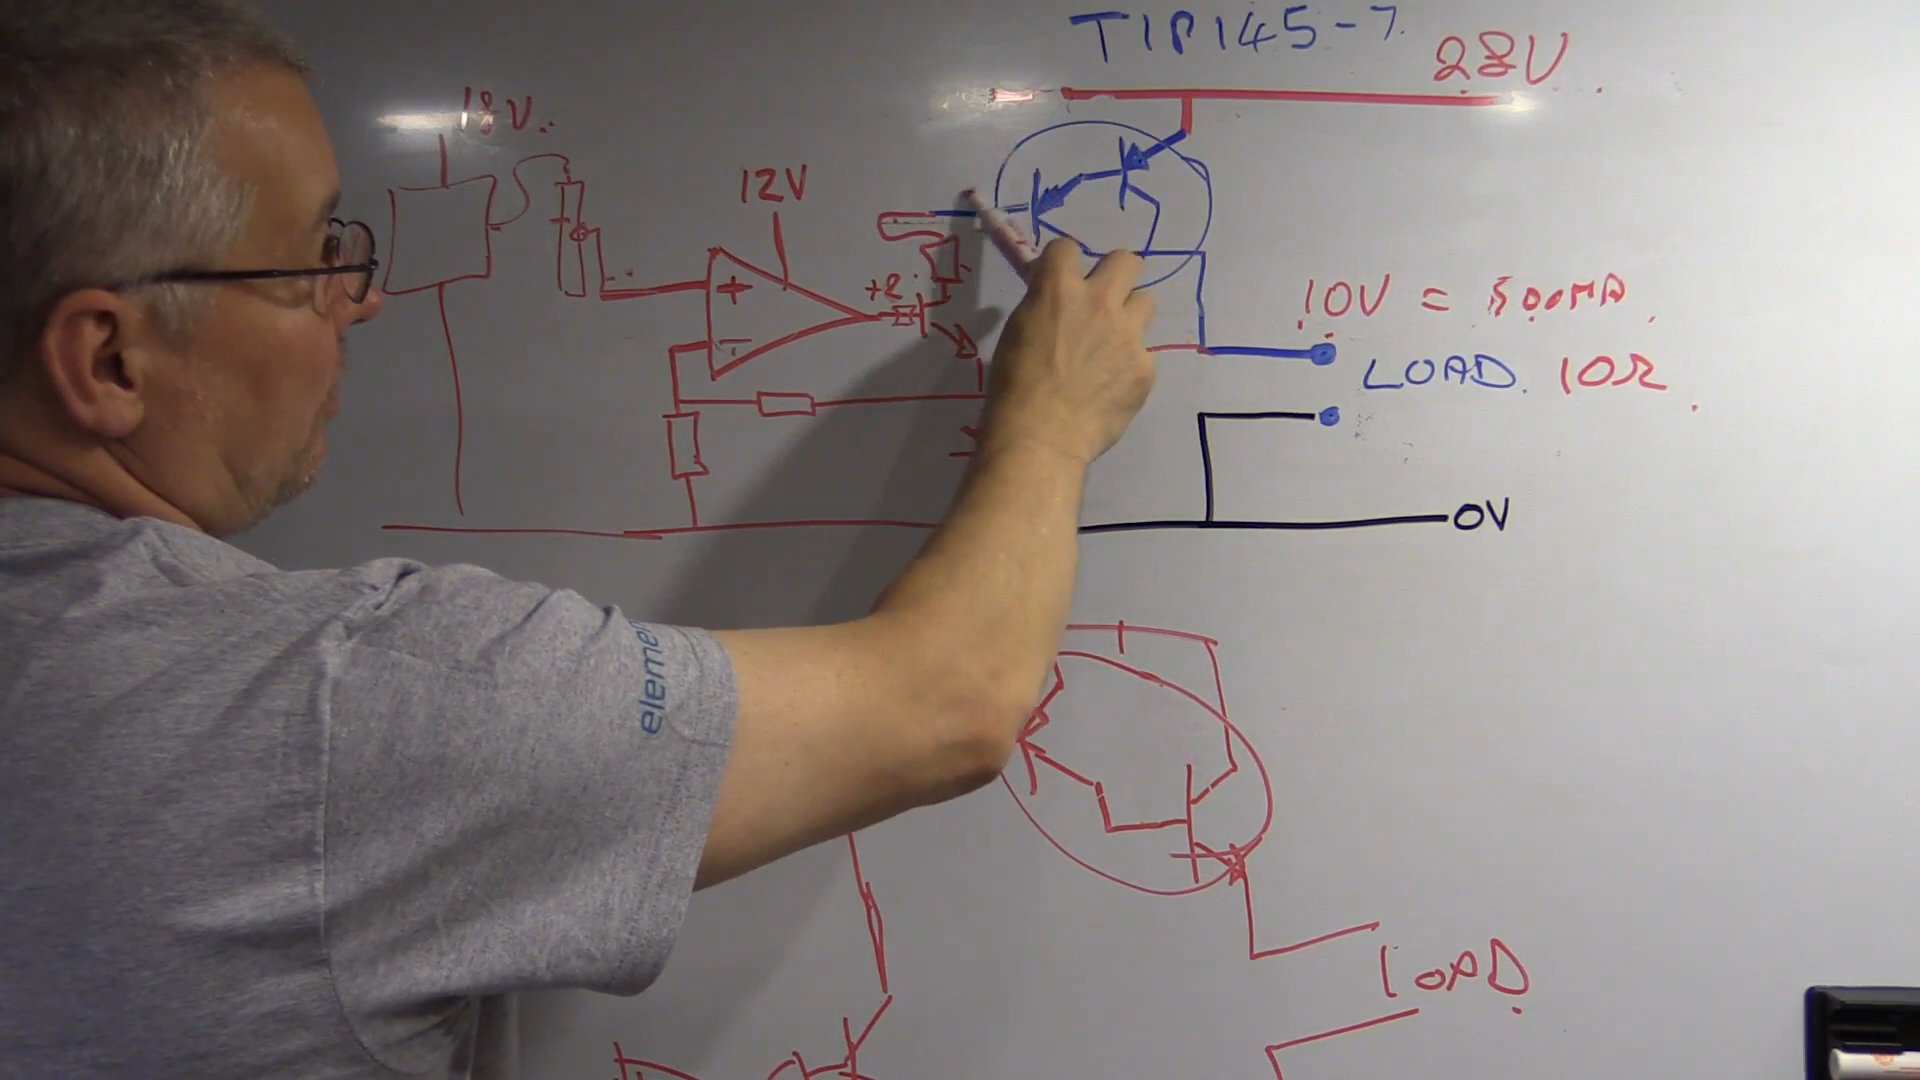 TIP145-7.
28V
18V.
12V
+
+2
-
10V = 500MA
LOAD. 10Ω
0V
eleme
LOAD